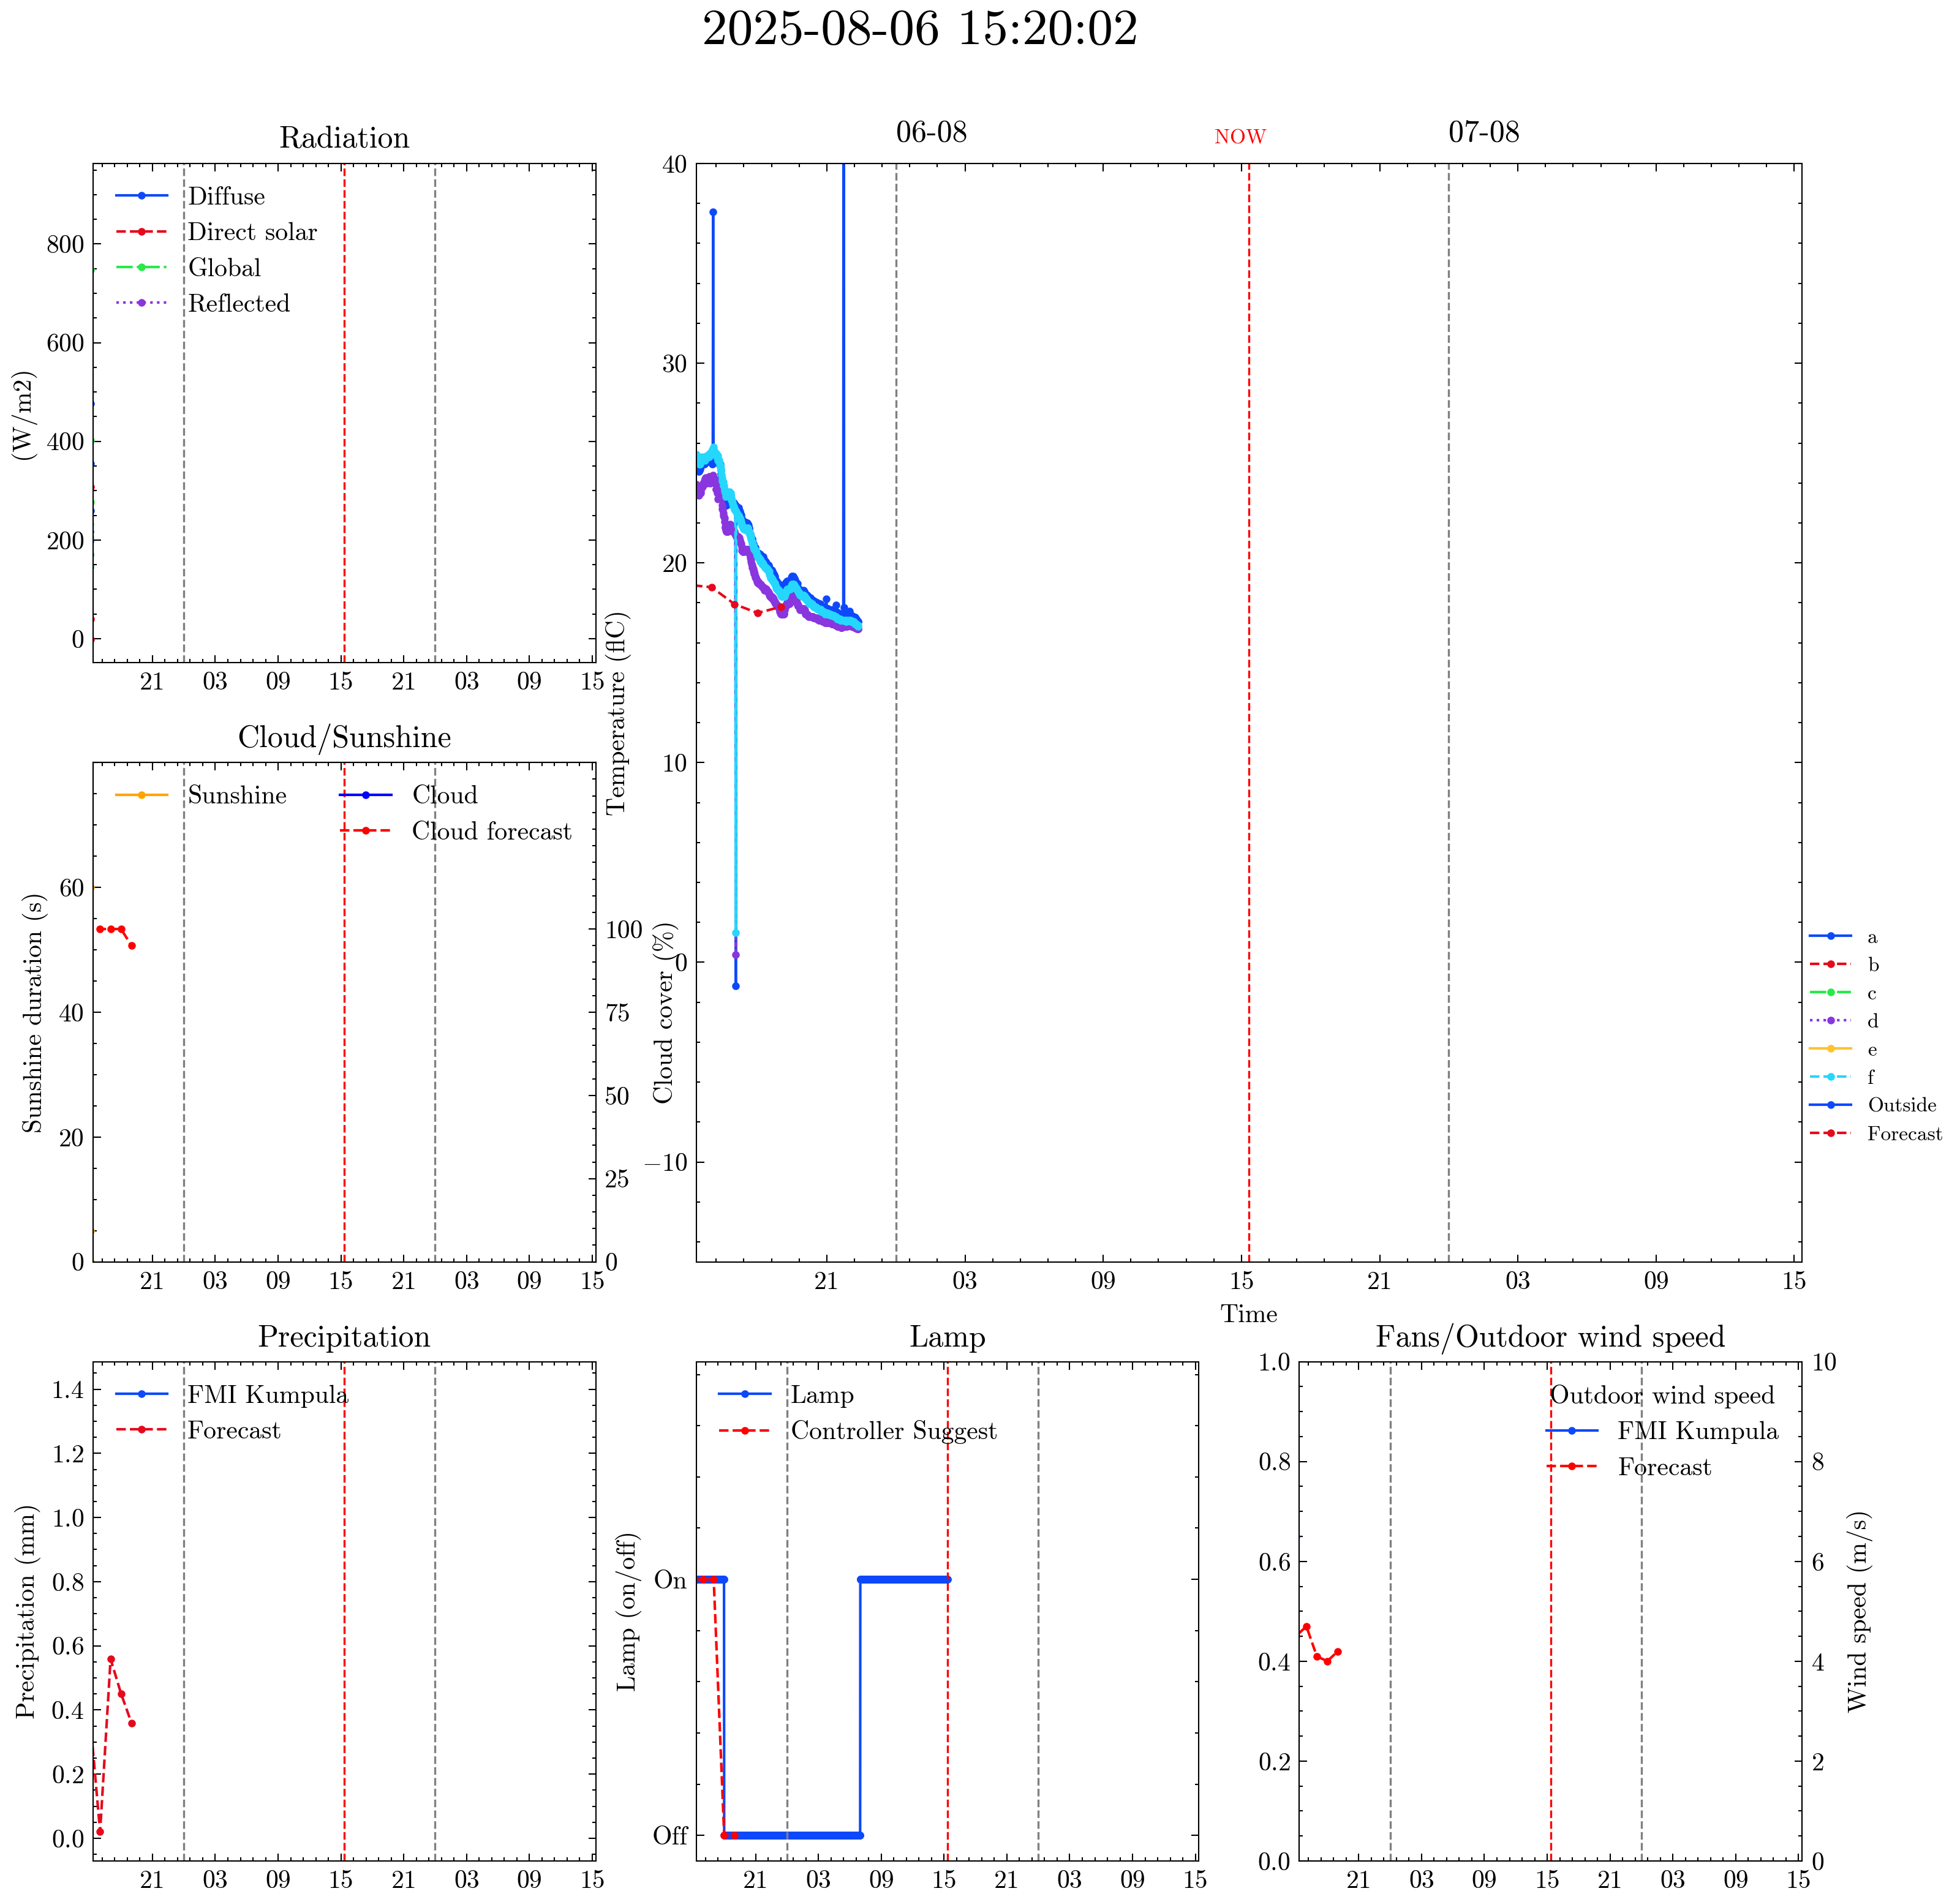 2025-08-06 15:20:02
Radiation
Diffuse
Direct solar
Global
Reflected
(W/m2)
800
600
400
200
0
21 03 09 15 21 03 09 15
06-08
NOW
07-08
Temperature (flC)
40
30
20
10
0
−10
21 03 09 15 21 03 09 15
Time
a
b
c
d
e
f
Outside
Forecast
Cloud/Sunshine
Sunshine
Cloud
Cloud forecast
Sunshine duration (s)
60
40
20
0
Cloud cover (%)
100
75
50
25
0
21 03 09 15 21 03 09 15
Precipitation
FMI Kumpula
Forecast
Precipitation (mm)
1.4
1.2
1.0
0.8
0.6
0.4
0.2
0.0
21 03 09 15 21 03 09 15
Lamp
Lamp
Controller Suggest
Lamp (on/off)
On
Off
21 03 09 15 21 03 09 15
Fans/Outdoor wind speed
Outdoor wind speed
FMI Kumpula
Forecast
1.0
0.8
0.6
0.4
0.2
0.0
Wind speed (m/s)
10
8
6
4
2
0
21 03 09 15 21 03 09 15